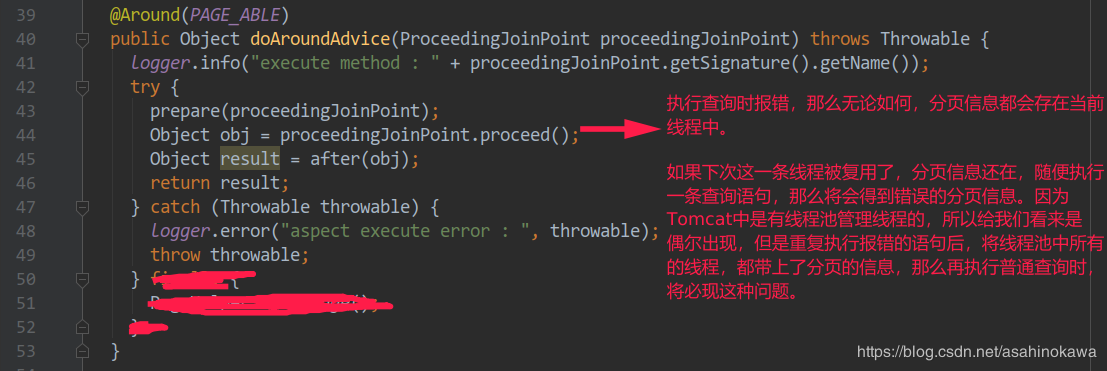 39 @Around(PAGE_ABLE)
40 public Object doAroundAdvice(ProceedingJoinPoint proceedingJoinPoint) throws Throwable {
41 logger.info("execute method : " + proceedingJoinPoint.getSignature().getName());
42 try {
43 prepare(proceedingJoinPoint);
44 Object obj = proceedingJoinPoint.proceed();
45 Object result = after(obj);
46 return result;
47 } catch (Throwable throwable) {
48 logger.error("aspect execute error : ", throwable);
49 throw throwable;
50 } {
51 ();
52 }
53 }
执行查询时报错，那么无论如何，分页信息都会存在当前
线程中。
如果下次这一条线程被复用了，分页信息还在，随便执行
一条查询语句，那么将会得到错误的分页信息。因为
Tomcat中是有线程池管理线程的，所以给我们看来是
偶尔出现，但是重复执行报错的语句后，将线程池中所有
的线程，都带上了分页的信息，那么再执行普通查询时，
将必现这种问题。
https://blog.csdn.net/asahinokawa